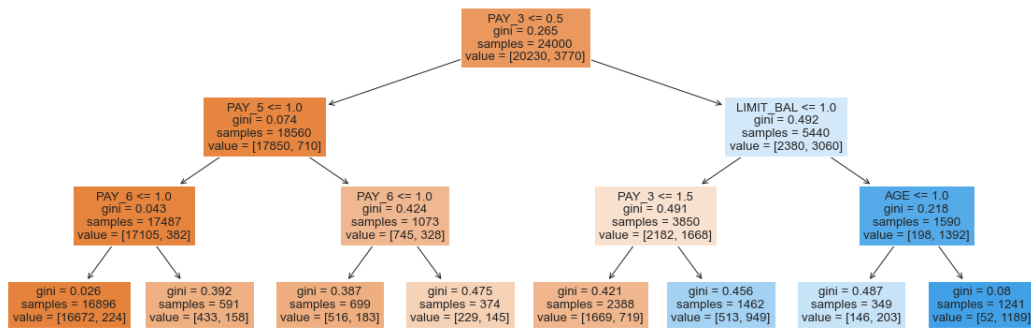 PAY_3 <= 0.5
gini = 0.265
samples = 24000
value = [20230, 3770]
PAY_5 <= 1.0
gini = 0.074
samples = 18560
value = [17850, 710]
LIMIT_BAL <= 1.0
gini = 0.492
samples = 5440
value = [2380, 3060]
PAY_6 <= 1.0
gini = 0.043
samples = 17487
value = [17105, 382]
PAY_6 <= 1.0
gini = 0.424
samples = 1073
value = [745, 328]
PAY_3 <= 1.5
gini = 0.491
samples = 3850
value = [2182, 1668]
AGE <= 1.0
gini = 0.218
samples = 1590
value = [198, 1392]
gini = 0.026
samples = 16896
value = [16672, 224]
gini = 0.392
samples = 591
value = [433, 158]
gini = 0.387
samples = 699
value = [516, 183]
gini = 0.475
samples = 374
value = [229, 145]
gini = 0.421
samples = 2388
value = [1669, 719]
gini = 0.456
samples = 1462
value = [513, 949]
gini = 0.487
samples = 349
value = [146, 203]
gini = 0.08
samples = 1241
value = [52, 1189]